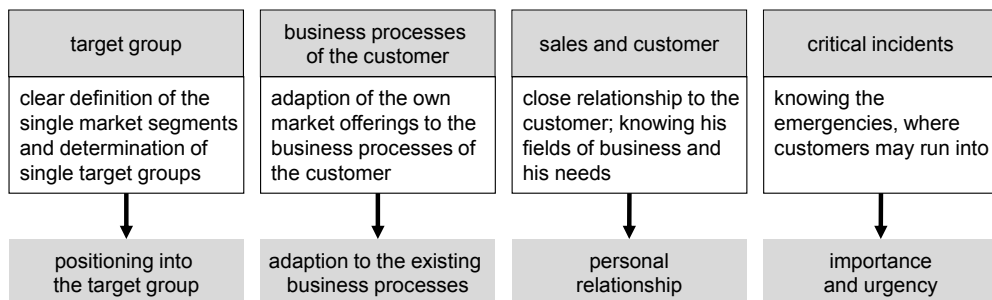 target group
clear definition of the
single market segments
and determination of
single target groups
positioning into
the target group
business processes
of the customer
adaption of the own
market offerings to the
business processes of
the customer
adaption to the existing
business processes
sales and customer
close relationship to the
customer; knowing his
fields of business and
his needs
personal
relationship
critical incidents
knowing the
emergencies, where
customers may run into
importance
and urgency